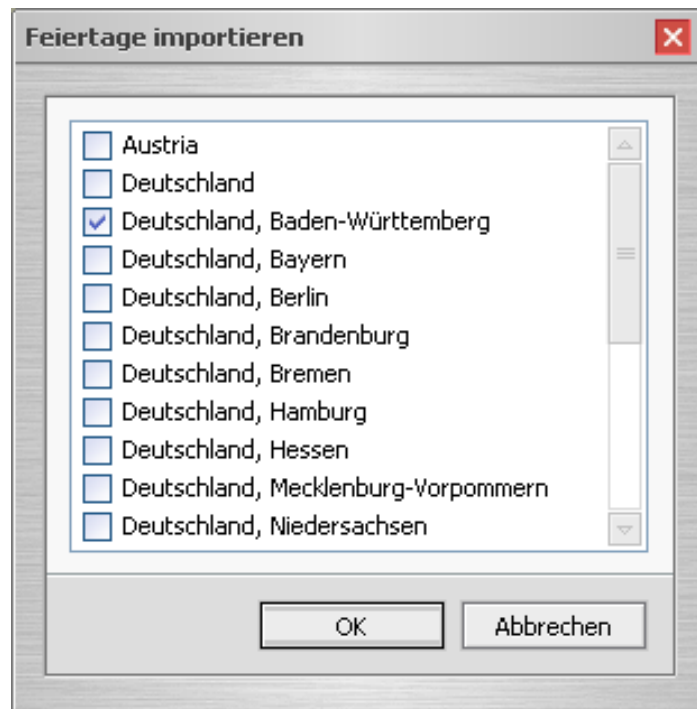 Feiertage importieren
Austria
Deutschland
Deutschland, Baden-Württemberg
Deutschland, Bayern
Deutschland, Berlin
Deutschland, Brandenburg
Deutschland, Bremen
Deutschland, Hamburg
Deutschland, Hessen
Deutschland, Mecklenburg-Vorpommern
Deutschland, Niedersachsen
OK Abbrechen